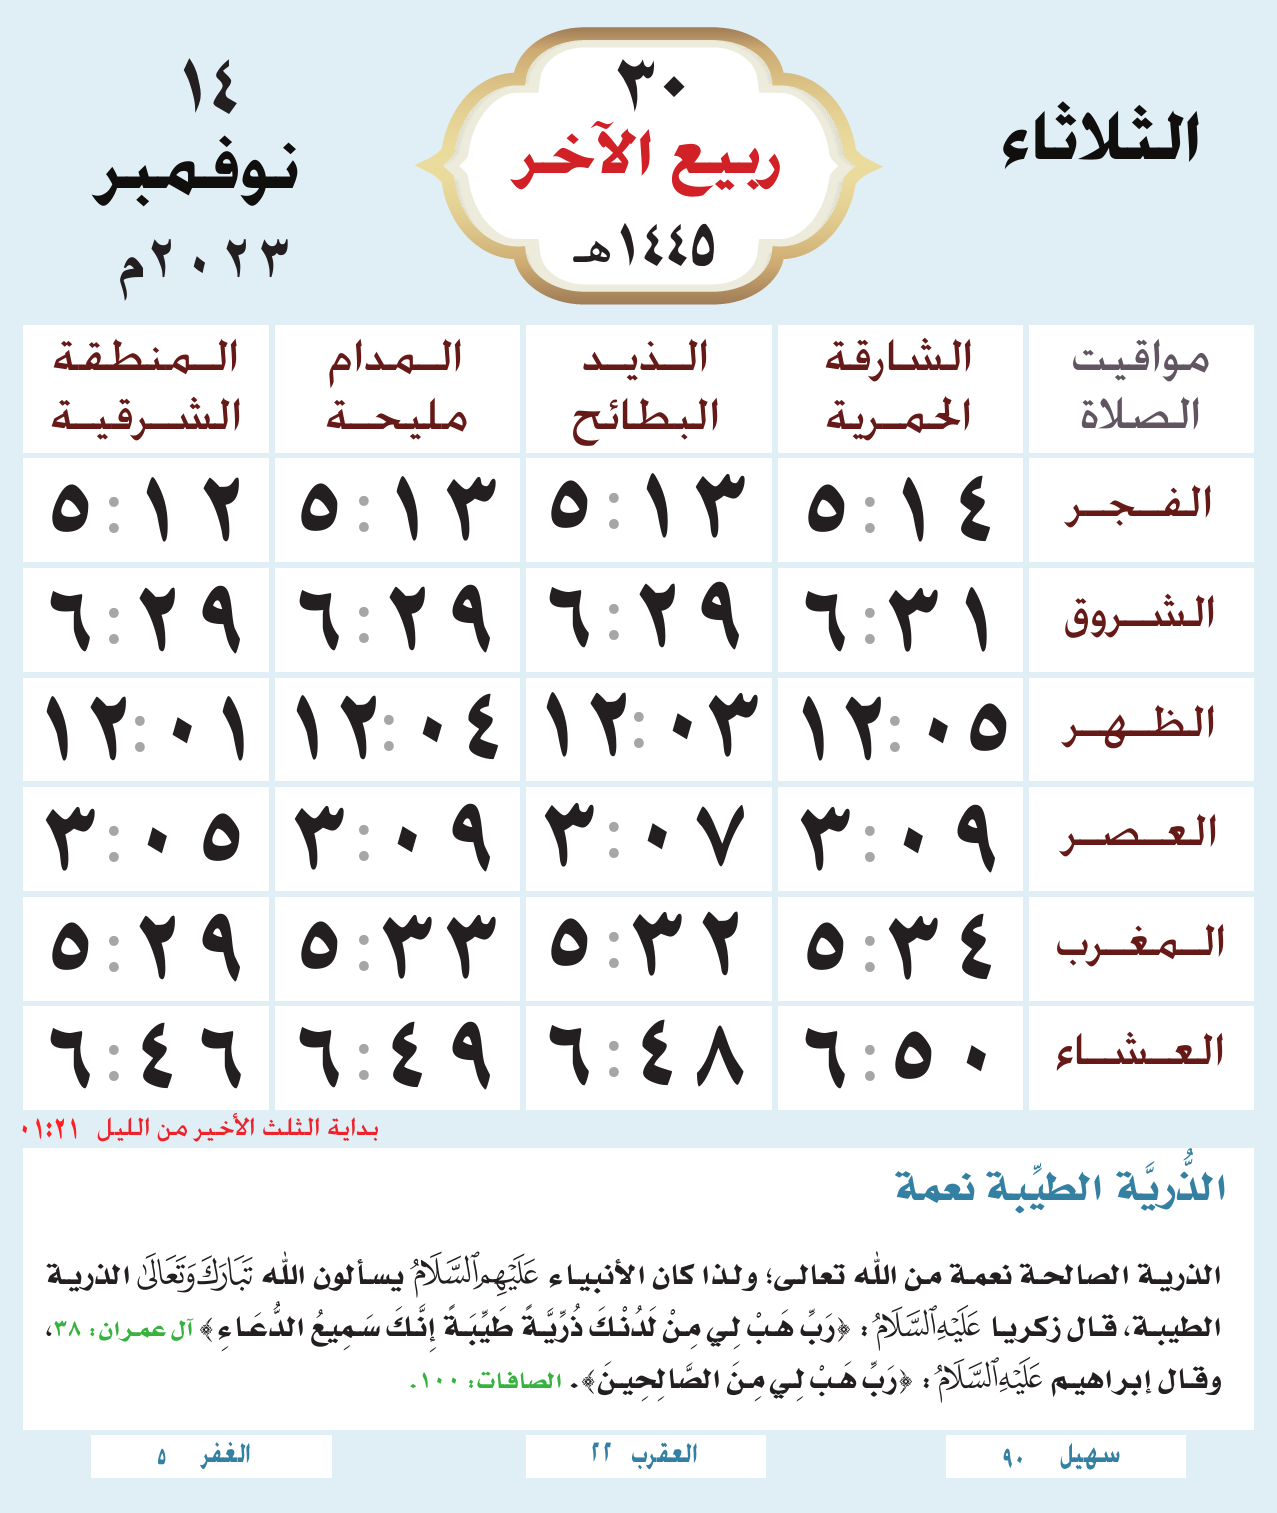 الثلاثاء
٣٠
ربيع الآخر
١٤٤٥هـ
١٤
نوفمبر
٢٠٢٣م
مواقيت الصلاة
الشارقة الحمرية
الذيد البطائح
المدام مليحة
المنطقة الشرقية
الفجر ٥:١٤ ٥:١٣ ٥:١٣ ٥:١٢
الشروق ٦:٣١ ٦:٢٩ ٦:٢٩ ٦:٢٩
الظهر ١٢:٠٥ ١٢:٠٣ ١٢:٠٤ ١٢:٠١
العصر ٣:٠٩ ٣:٠٧ ٣:٠٩ ٣:٠٥
المغرب ٥:٣٤ ٥:٣٢ ٥:٣٣ ٥:٢٩
العشاء ٦:٥٠ ٦:٤٨ ٦:٤٩ ٦:٤٦
بداية الثلث الأخير من الليل ٠١:٢١
الذُّريَّة الطيِّبة نعمة
الذرية الصالحة نعمة من الله تعالى؛ ولذا كان الأنبياء عَلَيْهِمُ ٱلسَّلَامُ يسألون الله تَبَارَكَ وَتَعَالَىٰ الذرية
الطيبة، قال زكريا عَلَيْهِ ٱلسَّلَامُ: ﴿رَبِّ هَبْ لِي مِنْ لَدُنْكَ ذُرِّيَّةً طَيِّبَةً إِنَّكَ سَمِيعُ الدُّعَاءِ﴾ آل عمران: ٣٨،
وقال إبراهيم عَلَيْهِ ٱلسَّلَامُ: ﴿رَبِّ هَبْ لِي مِنَ الصَّالِحِينَ﴾. الصافات: ١٠٠.
سهيل ٩٠
العقرب ٢٢
الغفر ٥